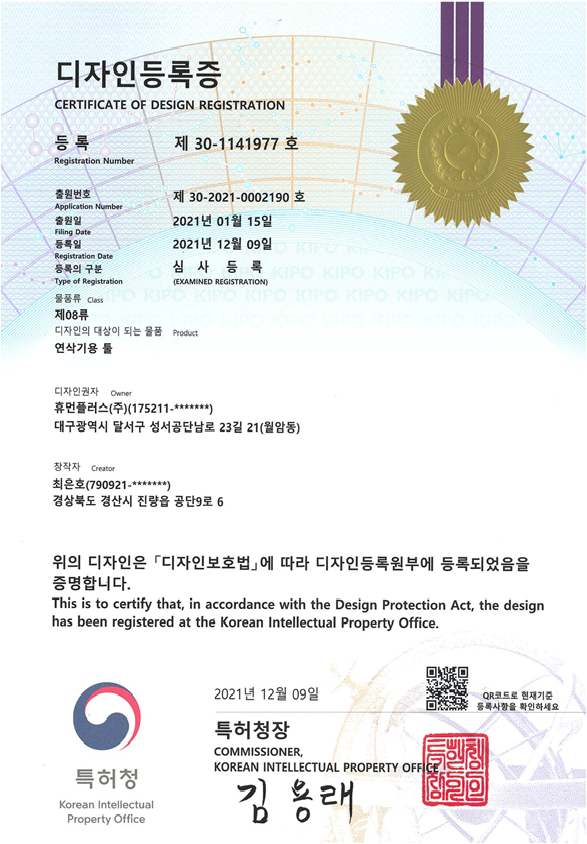 디자인등록증
CERTIFICATE OF DESIGN REGISTRATION
등 록 제 30-1141977 호
Registration Number
출원번호 제 30-2021-0002190 호
Application Number
출원일 2021년 01월 15일
Filing Date
등록일 2021년 12월 09일
Registration Date
등록의 구분 심 사 등 록
Type of Registration (EXAMINED REGISTRATION)
물품류 Class
제08류
디자인의 대상이 되는 물품 Product
연삭기용 툴
디자인권자 Owner
휴먼플러스(주)(175211-*******)
대구광역시 달서구 성서공단남로 23길 21(월암동)
창작자 Creator
최은호(790921-*******)
경상북도 경산시 진량읍 공단9로 6
위의 디자인은 「디자인보호법」에 따라 디자인등록원부에 등록되었음을
증명합니다.
This is to certify that, in accordance with the Design Protection Act, the design
has been registered at the Korean Intellectual Property Office.
2021년 12월 09일
QR코드로 현재기준
등록사항을 확인하세요
특허청장
COMMISSIONER,
KOREAN INTELLECTUAL PROPERTY OFFICE
김용래
특허청
Korean Intellectual
Property Office